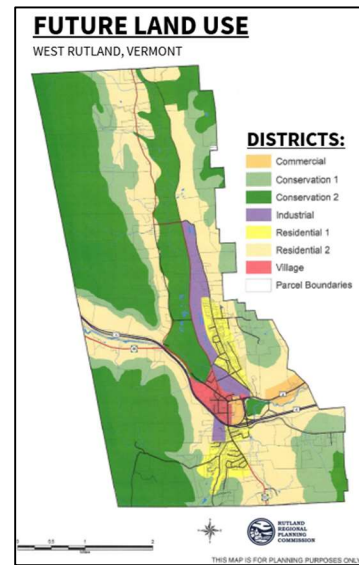 FUTURE LAND USE
WEST RUTLAND, VERMONT
DISTRICTS:
Commercial
Conservation 1
Conservation 2
Industrial
Residential 1
Residential 2
Village
Parcel Boundaries
RUTLAND
REGIONAL
PLANNING
COMMISSION
THIS MAP IS FOR PLANNING PURPOSES ONLY